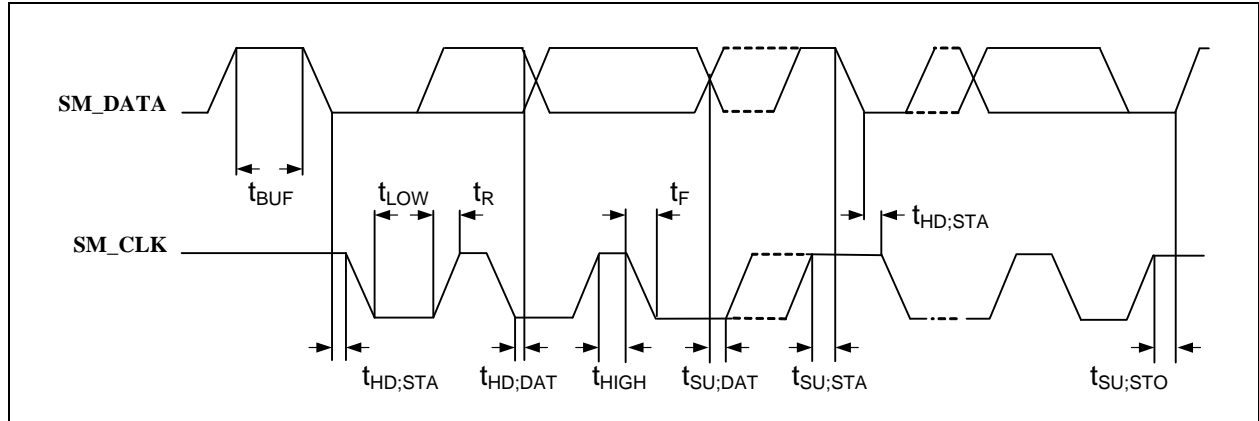 SM_DATA
tBUF
tLOW
tR
tF
tHD;STA
SM_CLK
tHD;STA
tHD;DAT
tHIGH
tSU;DAT
tSU;STA
tSU;STO